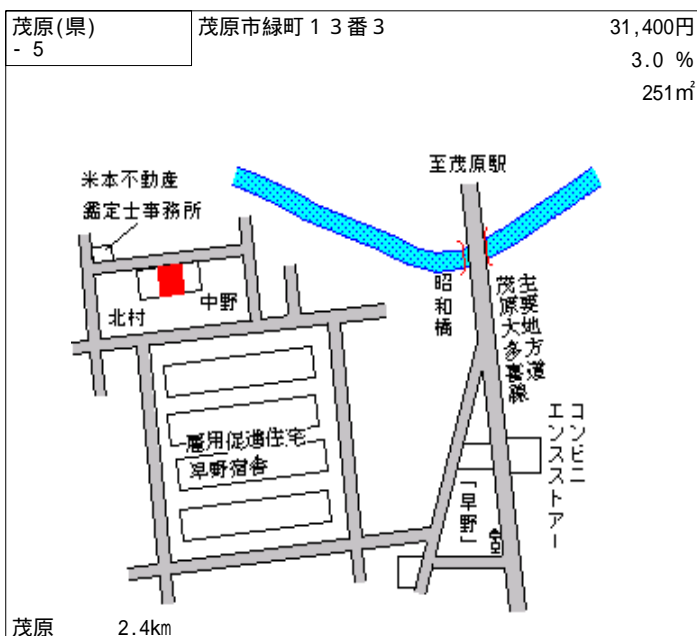 茂原(県)
- 5
茂原市緑町１３番３
31,400円
3.0 %
251㎡
至茂原駅
米本不動産
鑑定士事務所
昭和橋
主要地方道
茂原大多喜線
北村
中野
コンビニ
エンスストアー
雇用促進住宅
早野宿舎
「早野」
茂原 2.4km